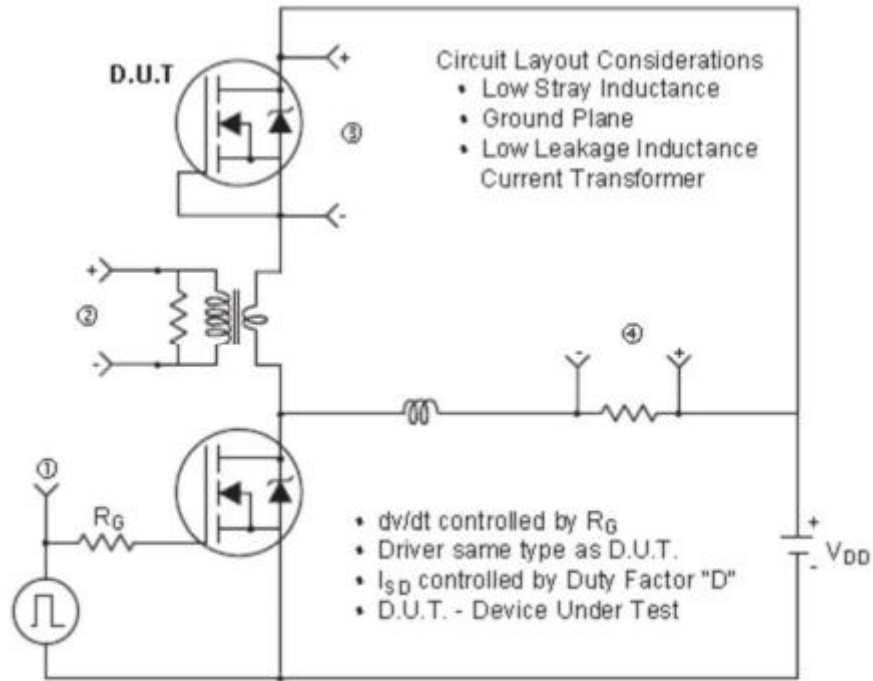 D.U.T
+
Circuit Layout Considerations
• Low Stray Inductance
• Ground Plane
• Low Leakage Inductance
Current Transformer
③
-
+
②
-
④
-
+
①
RG
• dv/dt controlled by RG
• Driver same type as D.U.T.
• ISD controlled by Duty Factor "D"
• D.U.T. - Device Under Test
+
VDD
-